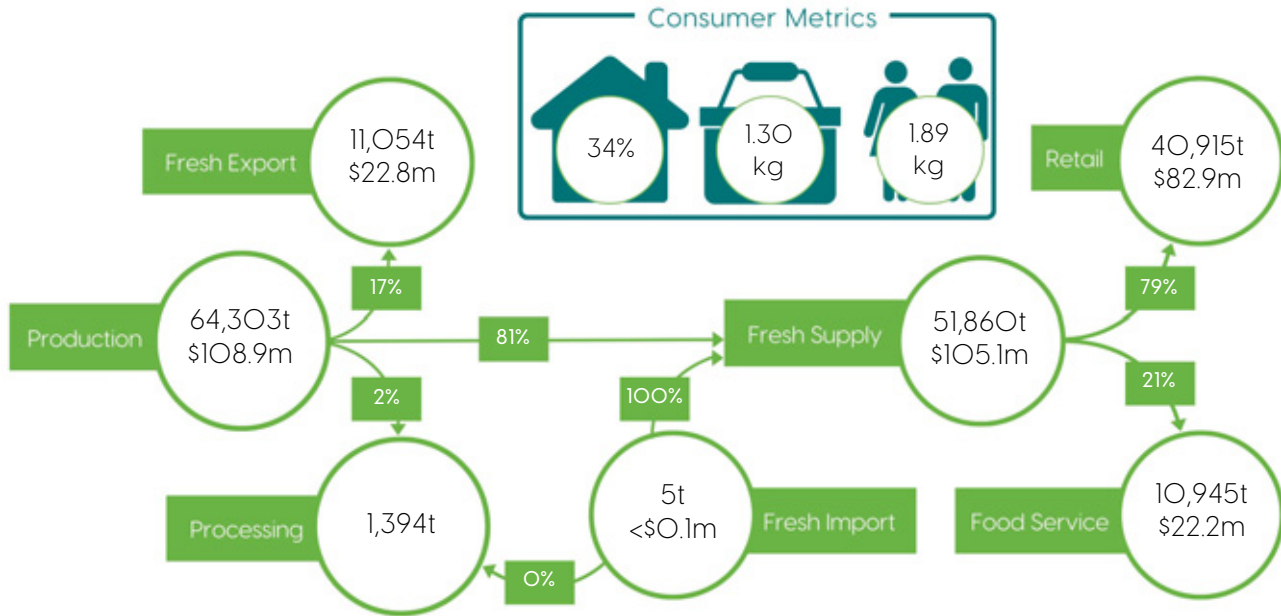 Consumer Metrics
34%
1.30
kg
1.89
kg
Fresh Export
11,054t
$22.8m
Retail
40,915t
$82.9m
17%
79%
Production
64,303t
$108.9m
81%
Fresh Supply
51,860t
$105.1m
2%
100%
21%
Processing
1,394t
5t
<$0.1m
Fresh Import
Food Service
10,945t
$22.2m
0%